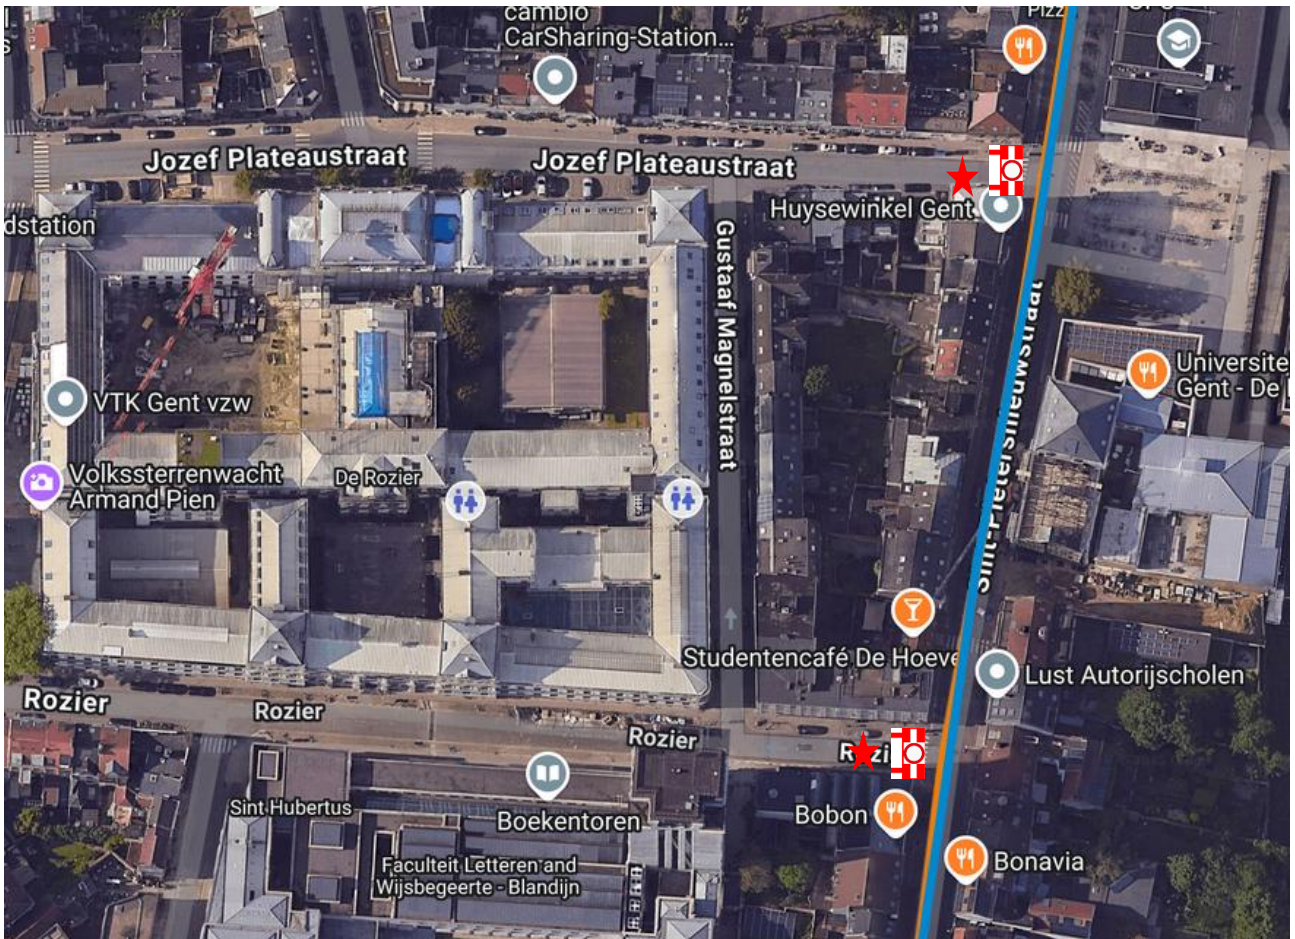 cambio
CarSharing-Station...
Jozef Plateaustraat
Jozef Plateaustraat
dstation
Huysewinkel Gent
Gustaaf Magnelstraat
Sint-Pietersnieuwstraat
Universite
Gent - De
VTK Gent vzw
Volkssterrenwacht
Armand Pien
De Rozier
Studentencafé De Hoeve
Lust Autorijscholen
Rozier
Rozier
Rozier
Rozi
Sint Hubertus
Boekentoren
Bobon
Faculteit Letteren and
Wijsbegeerte - Blandijn
Bonavia